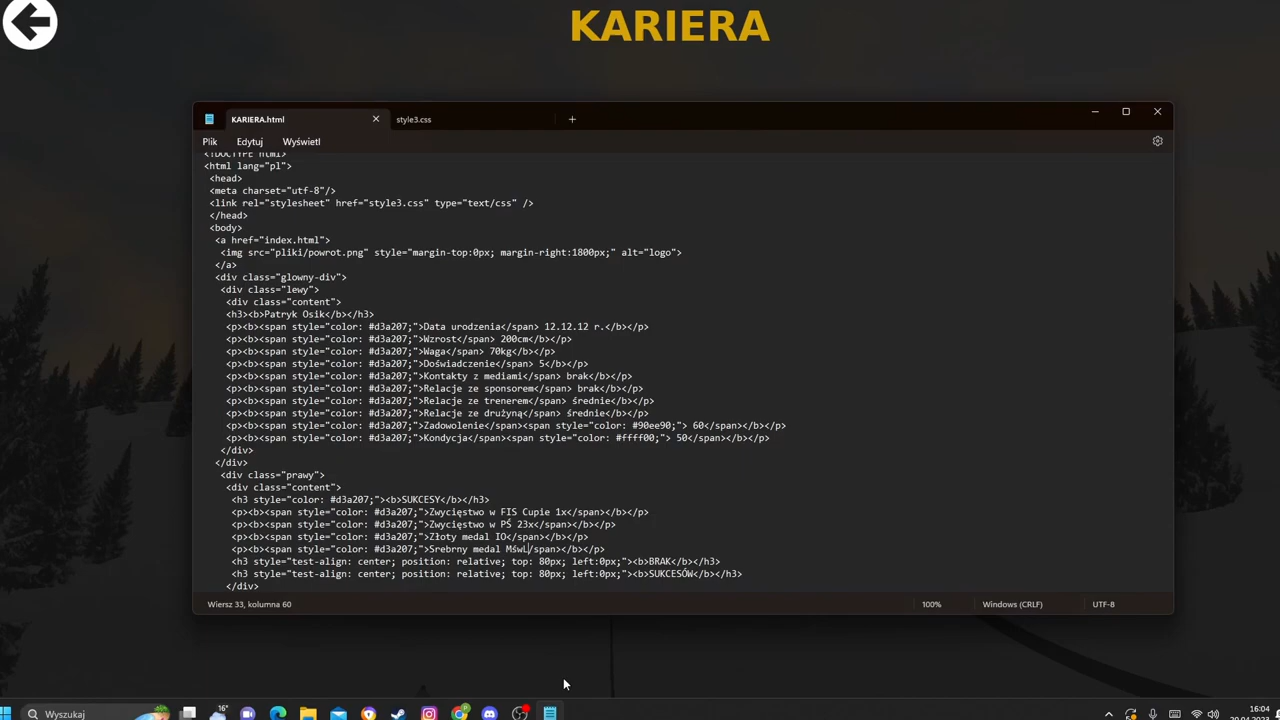 KARIERA
KARIERA.html
style3.css
Plik Edytuj Wyświetl
<!DOCTYPE html>
<html lang="pl">
<head>
<meta charset="utf-8"/>
<link rel="stylesheet" href="style3.css" type="text/css" />
</head>
<body>
<a href="index.html">
<img src="pliki/powrot.png" style="margin-top:0px; margin-right:1800px;" alt="logo">
</a>
<div class="glowny-div">
<div class="lewy">
<div class="content">
<h3><b>Patryk Osik</b></h3>
<p><b><span style="color: #d3a207;">Data urodzenia</span> 12.12.12 r.</b></p>
<p><b><span style="color: #d3a207;">Wzrost</span> 200cm</b></p>
<p><b><span style="color: #d3a207;">Waga</span> 70kg</b></p>
<p><b><span style="color: #d3a207;">Doświadczenie</span> 5</b></p>
<p><b><span style="color: #d3a207;">Kontakty z mediami</span> brak</b></p>
<p><b><span style="color: #d3a207;">Relacje ze sponsorem</span> brak</b></p>
<p><b><span style="color: #d3a207;">Relacje ze trenerem</span> średnie</b></p>
<p><b><span style="color: #d3a207;">Relacje ze drużyną</span> średnie</b></p>
<p><b><span style="color: #d3a207;">Zadowolenie</span><span style="color: #90ee90;"> 60</span></b></p>
<p><b><span style="color: #d3a207;">Kondycja</span><span style="color: #ffff00;"> 50</span></b></p>
</div>
</div>
<div class="prawy">
<div class="content">
<h3 style="color: #d3a207;"><b>SUKCESY</b></h3>
<p><b><span style="color: #d3a207;">Zwycięstwo w FIS Cupie 1x</span></b></p>
<p><b><span style="color: #d3a207;">Zwycięstwo w PŚ 23x</span></b></p>
<p><b><span style="color: #d3a207;">Złoty medal IO</span></b></p>
<p><b><span style="color: #d3a207;">Srebrny medal MśwL/span></b></p>
<h3 style="test-align: center; position: relative; top: 80px; left:0px;"><b>BRAK</b></h3>
<h3 style="test-align: center; position: relative; top: 80px; left:0px;"><b>SUKCESÓW</b></h3>
</div>
Wiersz 33, kolumna 60
100%
Windows (CRLF)
UTF-8
Wyszukaj
16°
16:04